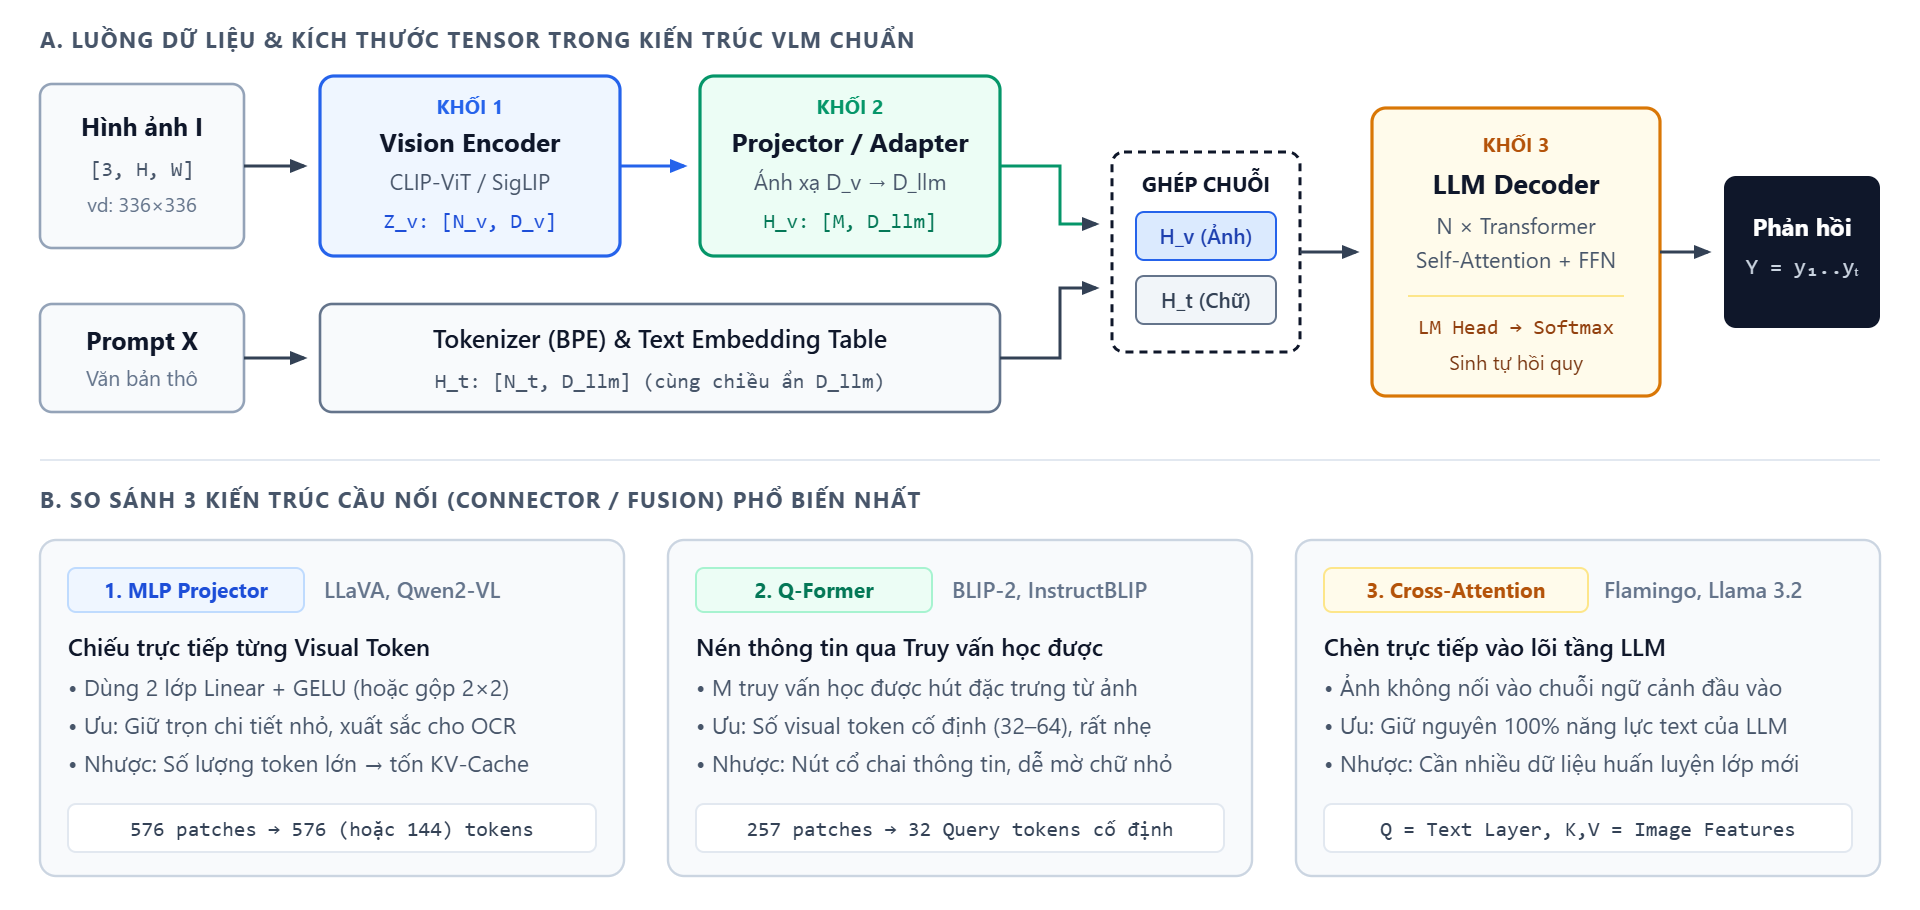 A. LUỒNG DỮ LIỆU & KÍCH THƯỚC TENSOR TRONG KIẾN TRÚC VLM CHUẨN
Hình ảnh I
[3, H, W]
vd: 336×336
KHỐI 1
Vision Encoder
CLIP-ViT / SigLIP
Z_v: [N_v, D_v]
KHỐI 2
Projector / Adapter
Ánh xạ D_v → D_llm
H_v: [M, D_llm]
Prompt X
Văn bản thô
Tokenizer (BPE) & Text Embedding Table
H_t: [N_t, D_llm] (cùng chiều ẩn D_llm)
GHÉP CHUỖI
H_v (Ảnh)
H_t (Chữ)
KHỐI 3
LLM Decoder
N × Transformer
Self-Attention + FFN
LM Head → Softmax
Sinh tự hồi quy
Phản hồi
Y = y₁..yₜ
B. SO SÁNH 3 KIẾN TRÚC CẦU NỐI (CONNECTOR / FUSION) PHỔ BIẾN NHẤT
1. MLP Projector LLaVA, Qwen2-VL
Chiếu trực tiếp từng Visual Token
• Dùng 2 lớp Linear + GELU (hoặc gộp 2×2)
• Ưu: Giữ trọn chi tiết nhỏ, xuất sắc cho OCR
• Nhược: Số lượng token lớn → tốn KV-Cache
576 patches → 576 (hoặc 144) tokens
2. Q-Former BLIP-2, InstructBLIP
Nén thông tin qua Truy vấn học được
• M truy vấn học được hút đặc trưng từ ảnh
• Ưu: Số visual token cố định (32–64), rất nhẹ
• Nhược: Nút cổ chai thông tin, dễ mờ chữ nhỏ
257 patches → 32 Query tokens cố định
3. Cross-Attention Flamingo, Llama 3.2
Chèn trực tiếp vào lõi tầng LLM
• Ảnh không nối vào chuỗi ngữ cảnh đầu vào
• Ưu: Giữ nguyên 100% năng lực text của LLM
• Nhược: Cần nhiều dữ liệu huấn luyện lớp mới
Q = Text Layer, K,V = Image Features